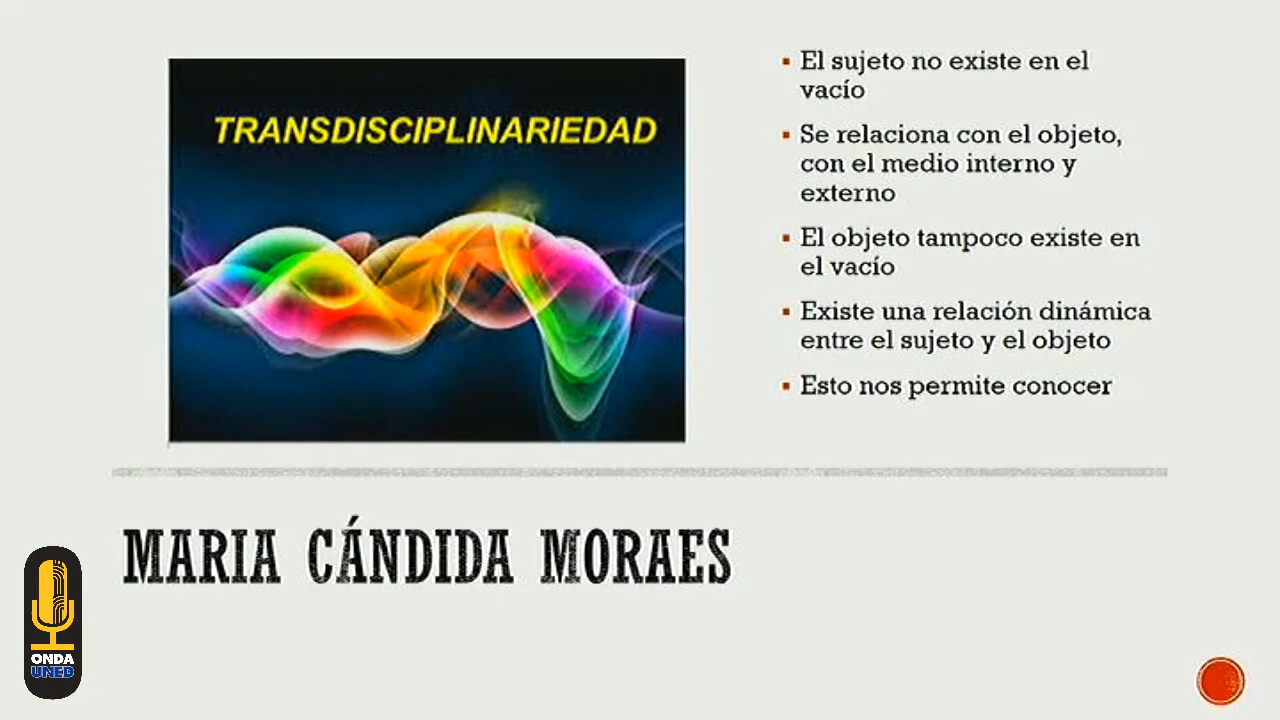 TRANSDISCIPLINARIEDAD
El sujeto no existe en el
vacío
Se relaciona con el objeto,
con el medio interno y
externo
El objeto tampoco existe en
el vacío
Existe una relación dinámica
entre el sujeto y el objeto
Esto nos permite conocer
MARIA CÁNDIDA MORAES
ONDA
UNED